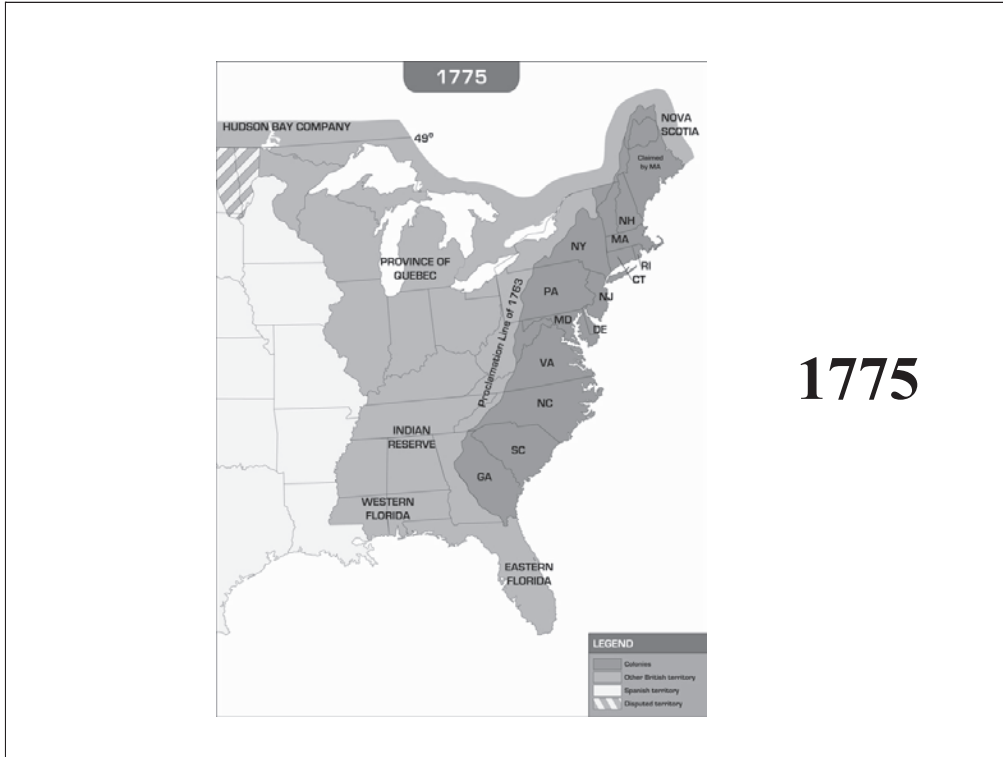 1775
HUDSON BAY COMPANY
49°
NOVA
SCOTIA
Claimed
by MA
NH
MA
NY
RI
CT
PROVINCE OF
QUEBEC
PA
NJ
Proclamation Line of 1763
MD
DE
VA
1775
NC
INDIAN
RESERVE
SC
GA
WESTERN
FLORIDA
EASTERN
FLORIDA
LEGEND
Colonies
Other British territory
Spanish territory
Disputed territory